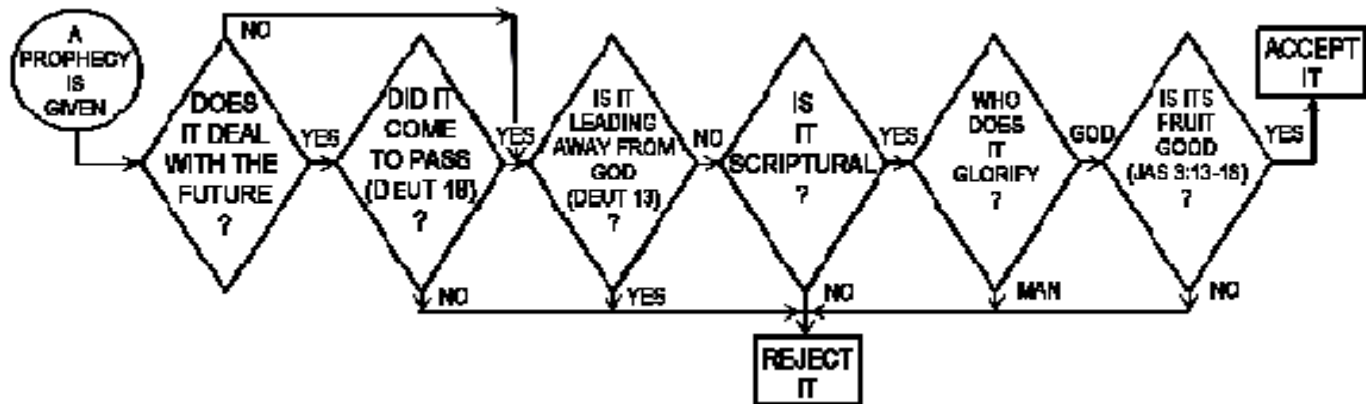 A
PROPHECY
IS
GIVEN
NO
DOES
IT DEAL
WITH THE
FUTURE
?
YES
DID IT
COME
TO PASS
(DEUT 18)
?
YES
NO
IS IT
LEADING
AWAY FROM
GOD
(DEUT 13)
?
NO
YES
IS
IT
SCRIPTURAL
?
YES
NO
WHO
DOES
IT
GLORIFY
?
GOD
MAN
IS ITS
FRUIT
GOOD
(JAS 3:13-18)
?
YES
NO
ACCEPT
IT
REJECT
IT